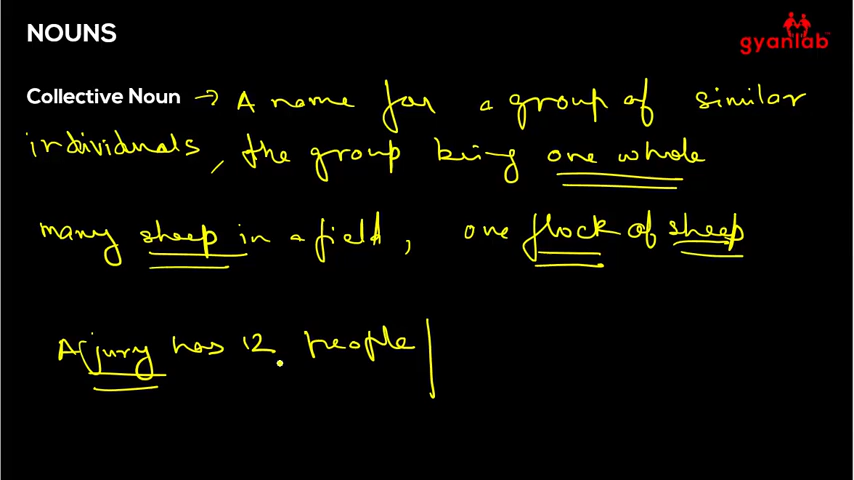 NOUNS
gyanlab
Collective Noun → A name for a group of similar
individuals, the group being one whole
many sheep in a field, one flock of sheep
A jury has 12. people |